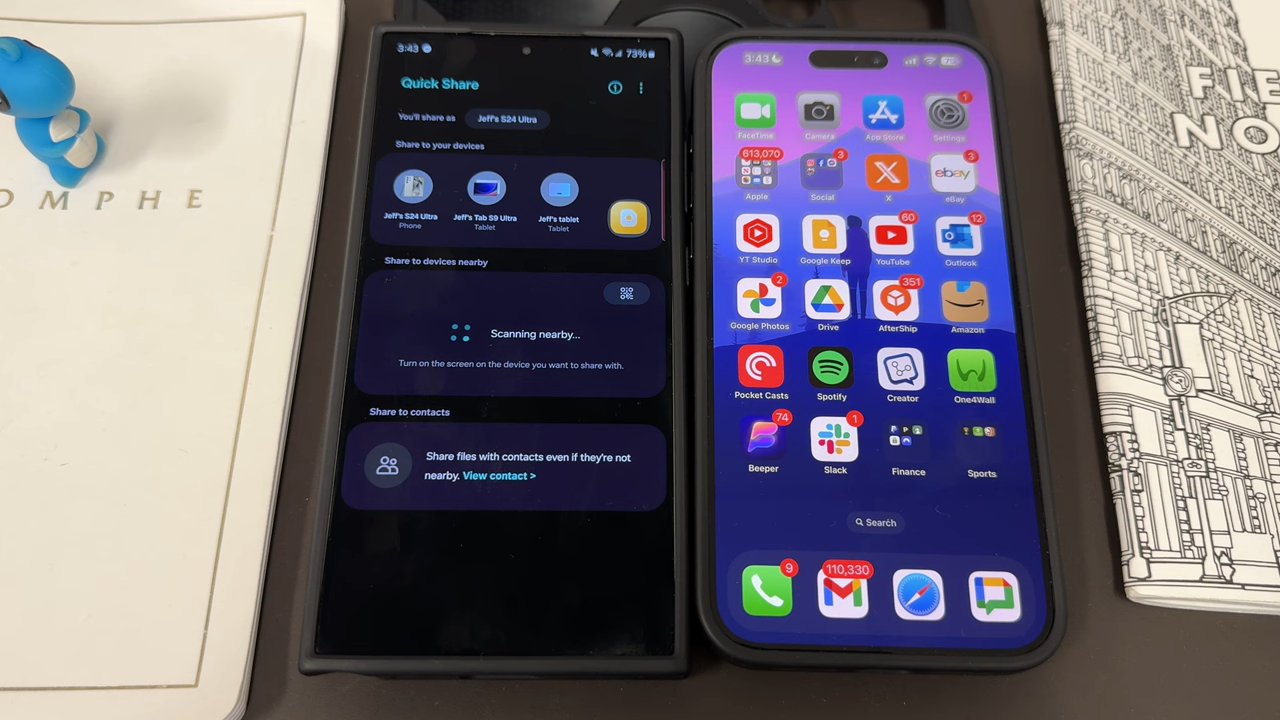 OMPHE
3:43
73%
Quick Share
You'll share as
Jeff's S24 Ultra
Share to your devices
Jeff's S24 Ultra
Phone
Jeff's Tab S9 Ultra
Tablet
Jeff's tablet
Tablet
Share to devices nearby
Scanning nearby...
Turn on the screen on the device you want to share with.
Share to contacts
Share files with contacts even if they're not
nearby. View contact >
3:43
FaceTime
Camera
App Store
1
Settings
613,070
Apple
3
Social
X
ebay
3
eBay
YT Studio
Google Keep
60
YouTube
12
Outlook
2
Google Photos
Drive
351
AfterShip
Amazon
Pocket Casts
Spotify
Creator
One4Wall
74
Beeper
1
Slack
Finance
Sports
Search
9
110,330
FIE
NO